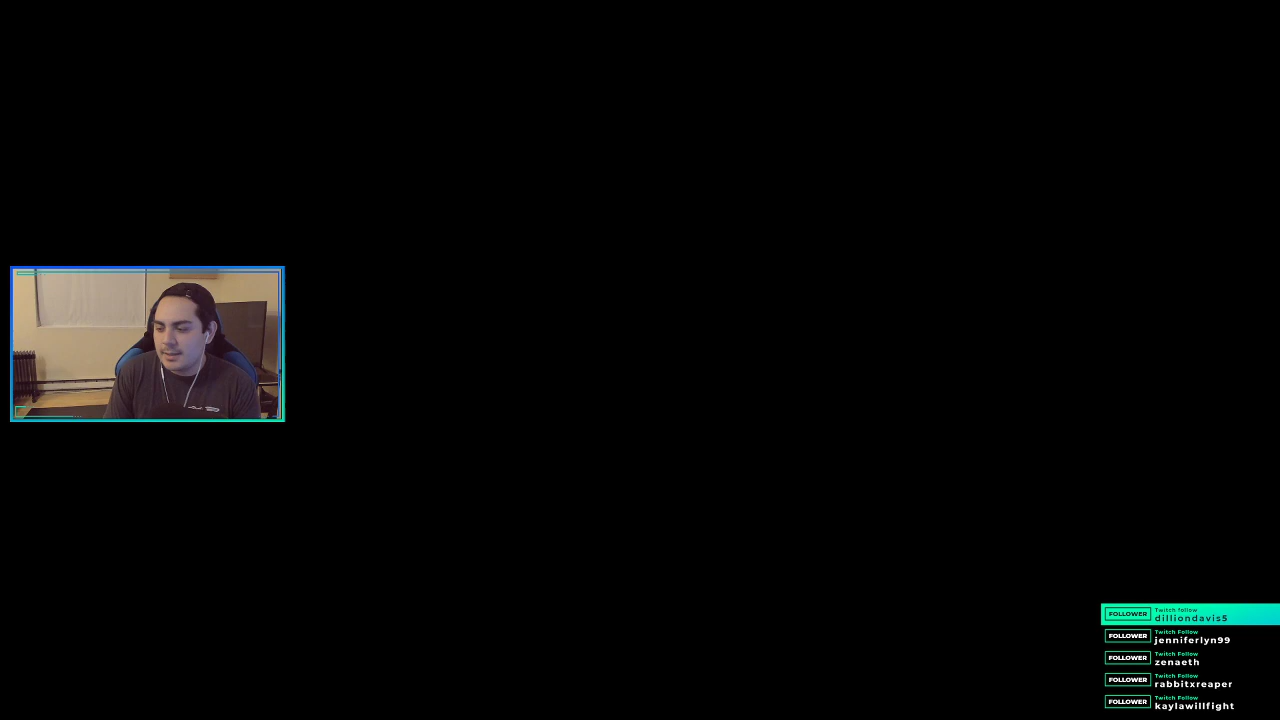 FOLLOWER
Twitch follow
dilliondavis5
FOLLOWER
Twitch Follow
jenniferlyn99
FOLLOWER
Twitch Follow
zenaeth
FOLLOWER
Twitch Follow
rabbitxreaper
FOLLOWER
Twitch Follow
kaylawillfight